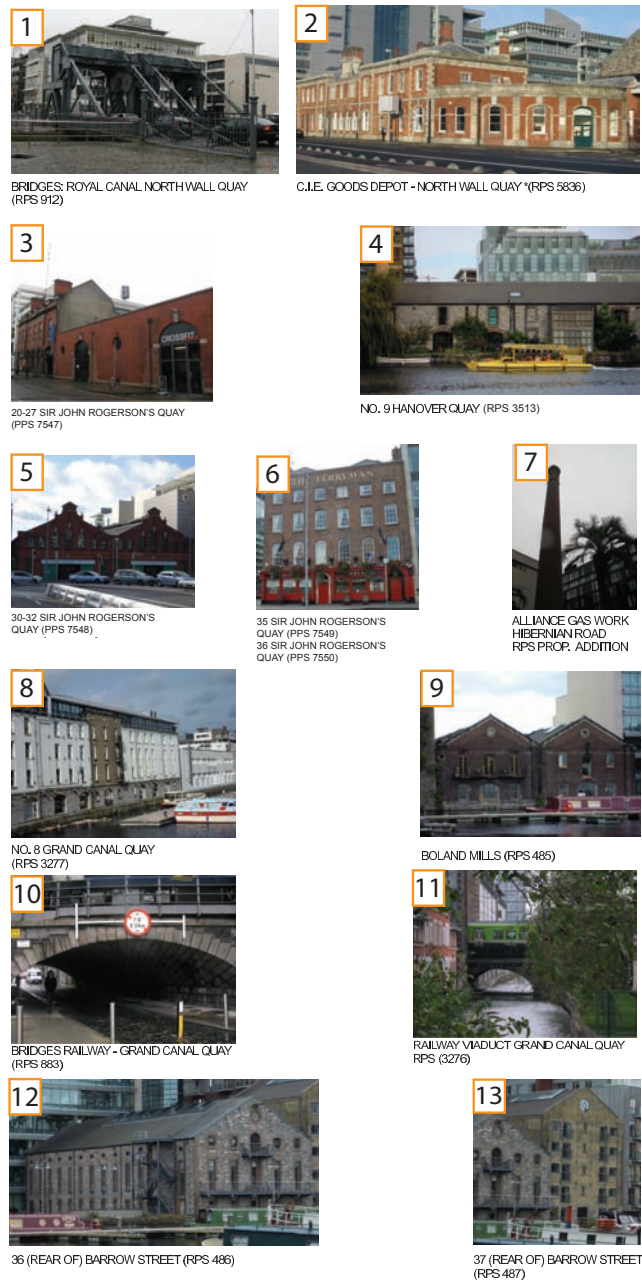 1
2
BRIDGES: ROYAL CANAL NORTH WALL QUAY
(RPS 912)
C.I.E. GOODS DEPOT - NORTH WALL QUAY *(RPS 5836)
3
4
CROSSFIT
20-27 SIR JOHN ROGERSON'S QUAY
(PPS 7547)
NO. 9 HANOVER QUAY (RPS 3513)
5
6
7
THE FERRYMAN
30-32 SIR JOHN ROGERSON'S
QUAY (PPS 7548)
35 SIR JOHN ROGERSON'S
QUAY (PPS 7549)
36 SIR JOHN ROGERSON'S
QUAY (PPS 7550)
ALLIANCE GAS WORK
HIBERNIAN ROAD
RPS PROP. ADDITION
8
9
NO. 8 GRAND CANAL QUAY
(RPS 3277)
BOLAND MILLS (RPS 485)
10
11
BRIDGES RAILWAY - GRAND CANAL QUAY
(RPS 883)
RAILWAY VIADUCT GRAND CANAL QUAY
RPS (3276)
12
13
36 (REAR OF) BARROW STREET (RPS 486)
37 (REAR OF) BARROW STREET
(RPS 487)